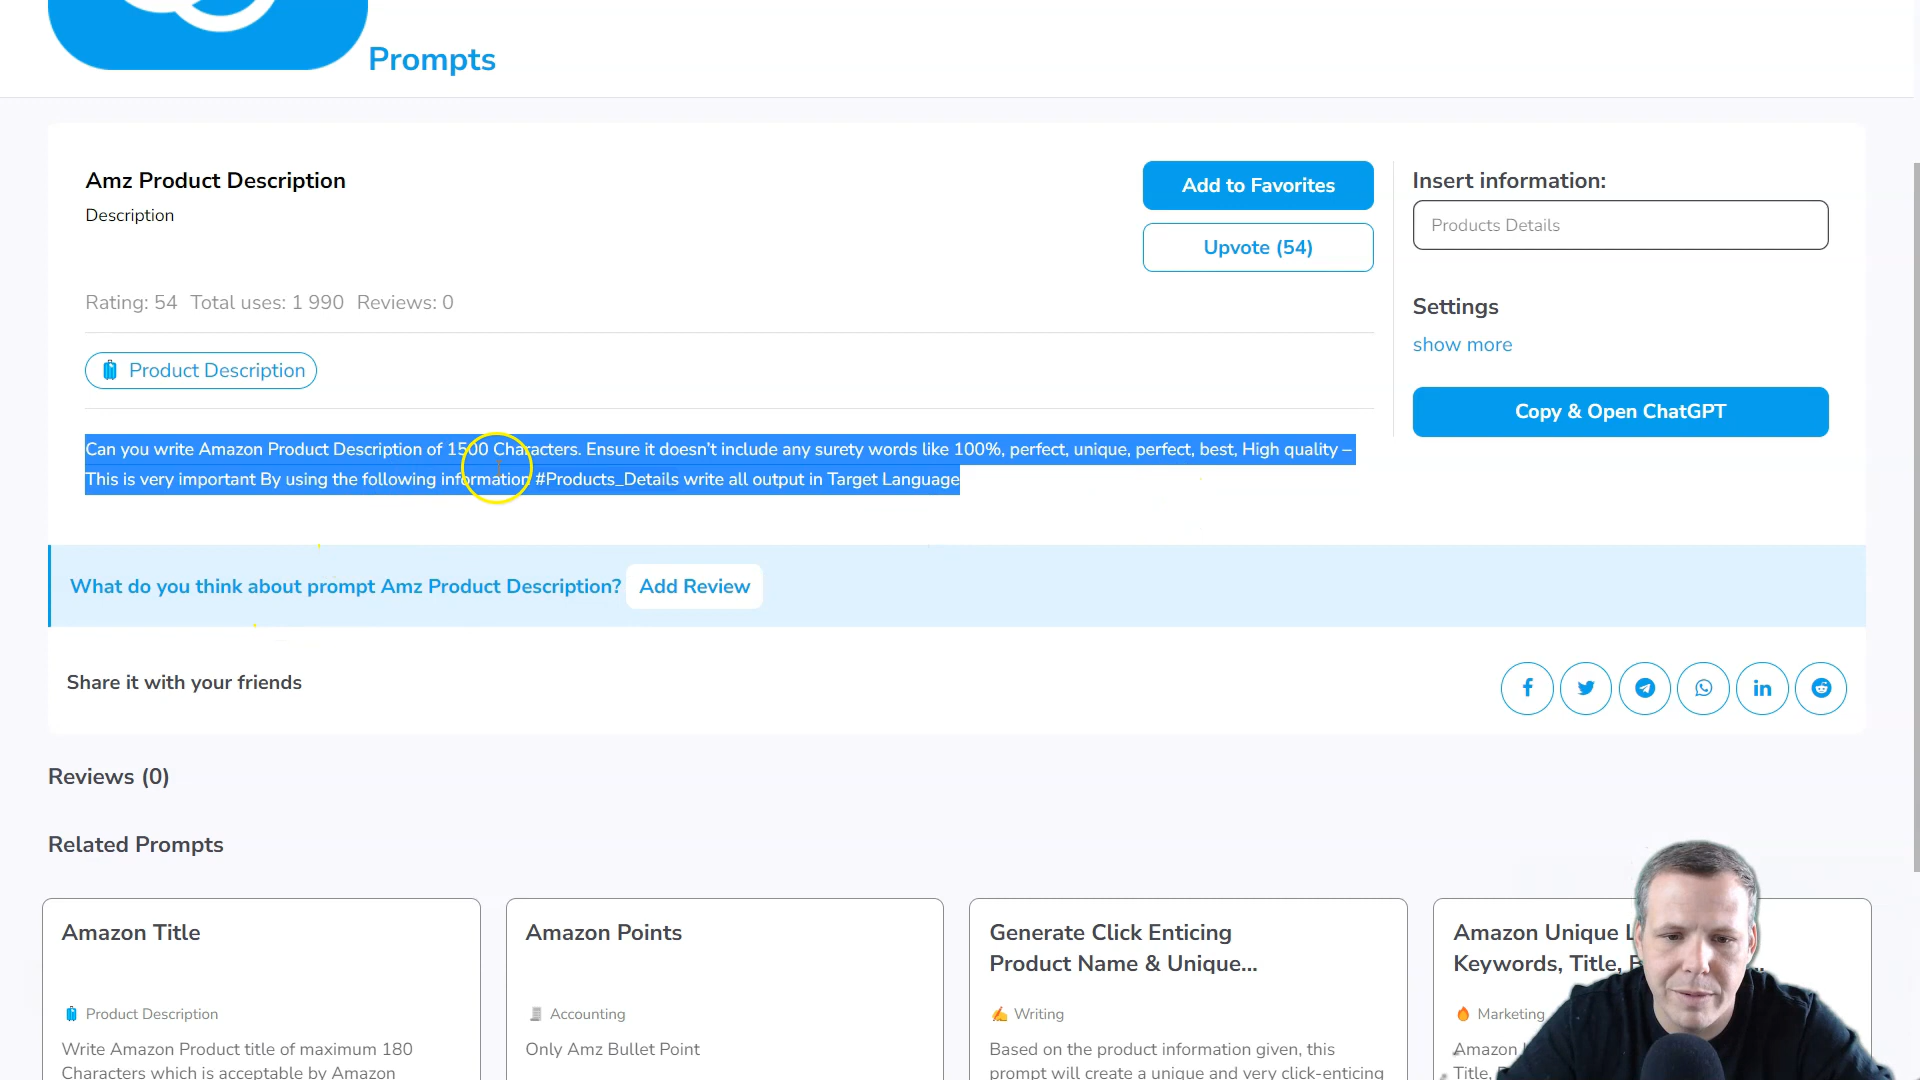 Prompts
Amz Product Description
Description
Add to Favorites
Upvote (54)
Insert information:
Products Details
Rating: 54 Total uses: 1 990 Reviews: 0
Settings
show more
Product Description
Copy & Open ChatGPT
Can you write Amazon Product Description of 1500 Characters. Ensure it doesn't include any surety words like 100%, perfect, unique, perfect, best, High quality –
This is very important By using the following information #Products_Details write all output in Target Language
What do you think about prompt Amz Product Description? Add Review
Share it with your friends
Reviews (0)
Related Prompts
Amazon Title
Product Description
Write Amazon Product title of maximum 180
Characters which is acceptable by Amazon
Amazon Points
Accounting
Only Amz Bullet Point
Generate Click Enticing
Product Name & Unique...
Writing
Based on the product information given, this
prompt will create a unique and very click-enticing
Amazon Unique
Keywords, Title,
Marketing
Amazon
Title,